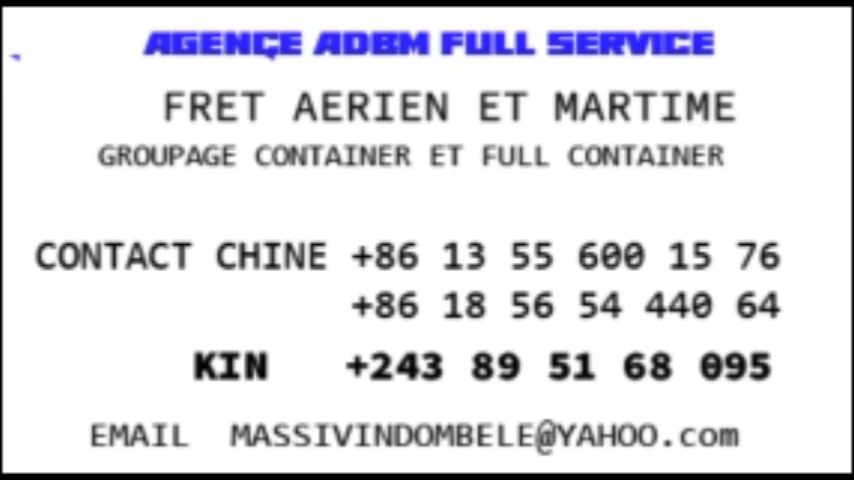 AGENCE ADBM FULL SERVICE
FRET AERIEN ET MARTIME
GROUPAGE CONTAINER ET FULL CONTAINER
CONTACT CHINE +86 13 55 600 15 76
+86 18 56 54 440 64
KIN +243 89 51 68 095
EMAIL MASSIVINDOMBELE@YAHOO.com